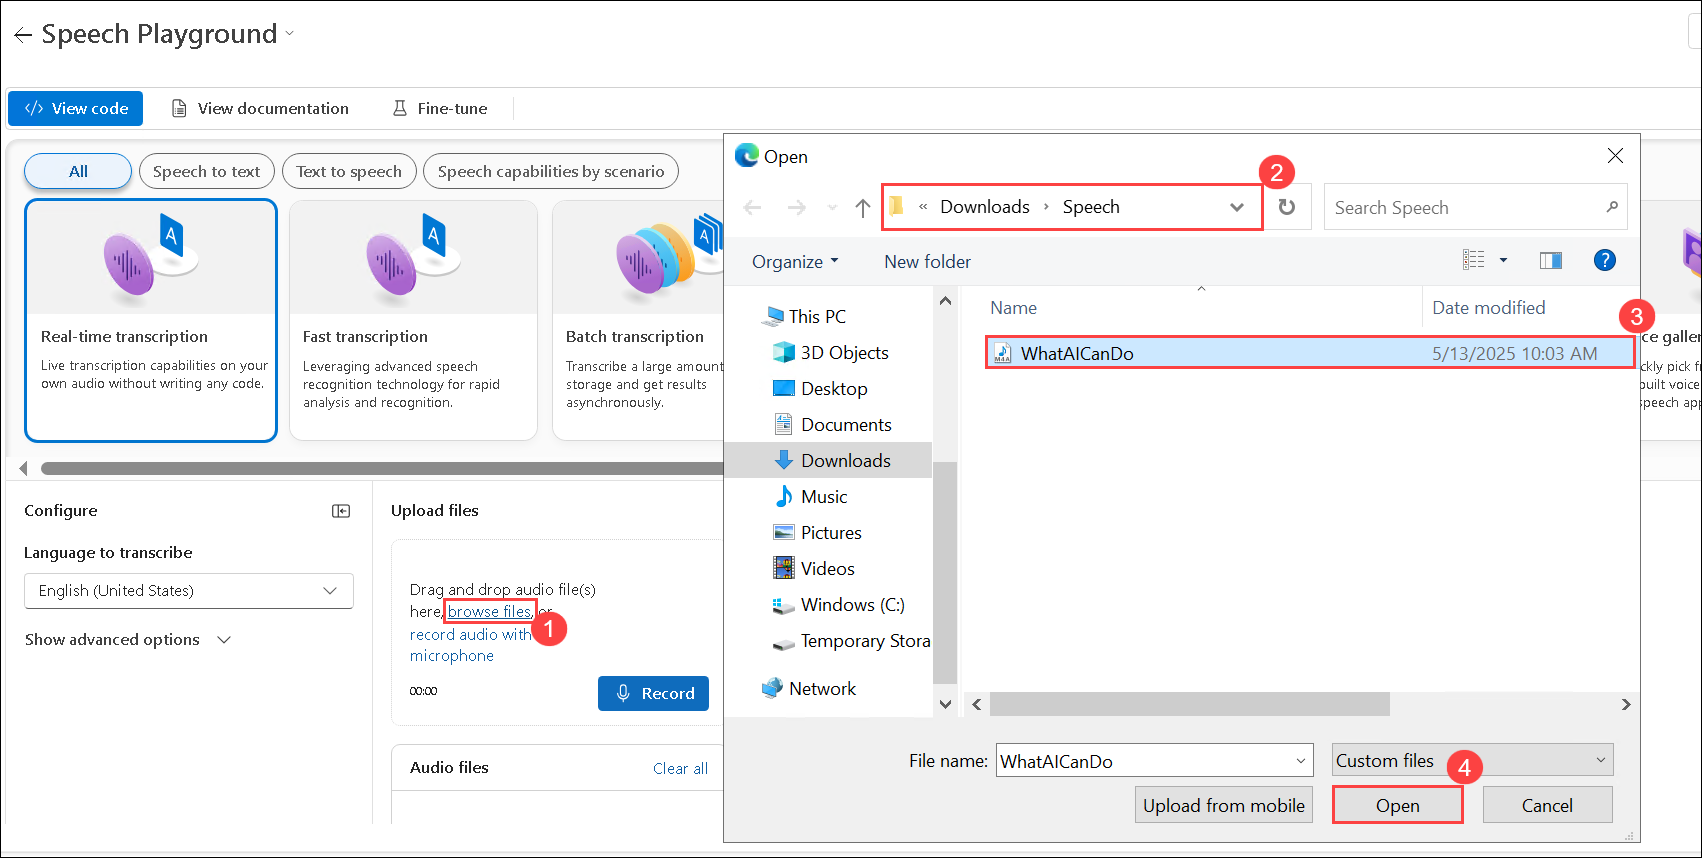 Speech Playground
</> View code
View documentation
Fine-tune
All
Speech to text
Text to speech
Speech capabilities by scenario
A
Real-time transcription
Live transcription capabilities on your
own audio without writing any code.
A
Fast transcription
Leveraging advanced speech
recognition technology for rapid
analysis and recognition.
A
Batch transcription
Transcribe a large amount
storage and get results
asynchronously.
ce galler
ckly pick fr
built voice
speech app
Configure
Language to transcribe
English (United States)
Show advanced options
Upload files
Drag and drop audio file(s)
here, browse files, or
record audio with
microphone
1
00:00
Record
Audio files
Clear all
Open
2
« Downloads › Speech
Search Speech
Organize
New folder
?
This PC
3D Objects
Desktop
Documents
Downloads
Music
Pictures
Videos
Windows (C:)
Temporary Stora
Network
Name
Date modified
3
M4A
WhatAICanDo
5/13/2025 10:03 AM
File name: WhatAICanDo
Custom files
4
Upload from mobile
Open
Cancel